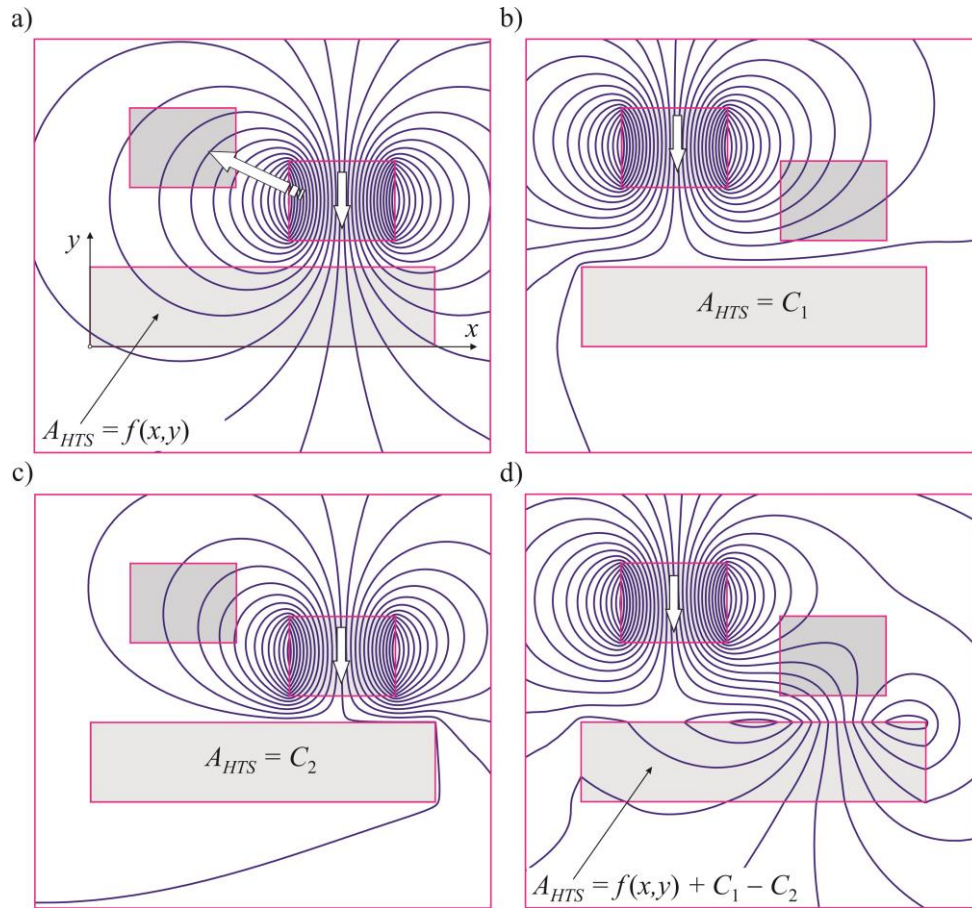 a)
b)
y
x
A_HTS = f(x,y)
A_HTS = C_1
c)
d)
A_HTS = C_2
A_HTS = f(x,y) + C_1 – C_2